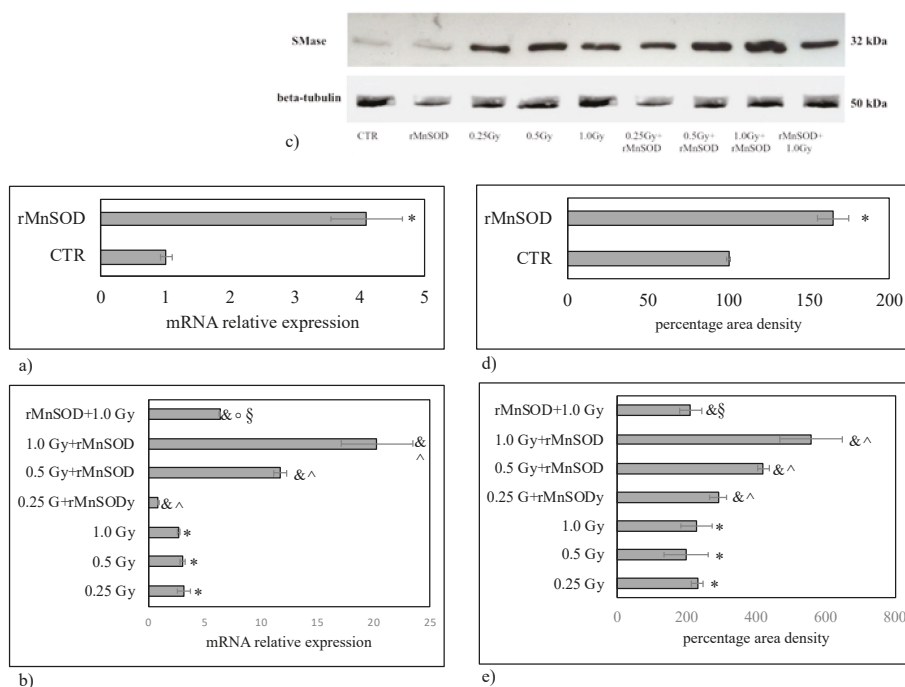 SMase 32 kDa
beta-tubulin 50 kDa
CTR rMnSOD 0.25Gy 0.5Gy 1.0Gy 0.25Gy+ 0.5Gy+ 1.0Gy+ rMnSOD+
rMnSOD rMnSOD rMnSOD 1.0Gy
c)
rMnSOD *
CTR
0 1 2 3 4 5
mRNA relative expression
a)
rMnSOD *
CTR
0 50 100 150 200
percentage area density
d)
rMnSOD+1.0 Gy &∘§
1.0 Gy+rMnSOD &
^
0.5 Gy+rMnSOD &^
0.25 G+rMnSODy &^
1.0 Gy *
0.5 Gy *
0.25 Gy *
0 5 10 15 20 25
mRNA relative expression
b)
rMnSOD+1.0 Gy &§
1.0 Gy+rMnSOD &^
0.5 Gy+rMnSOD &^
0.25 G+rMnSODy &^
1.0 Gy *
0.5 Gy *
0.25 Gy *
0 200 400 600 800
percentage area density
e)